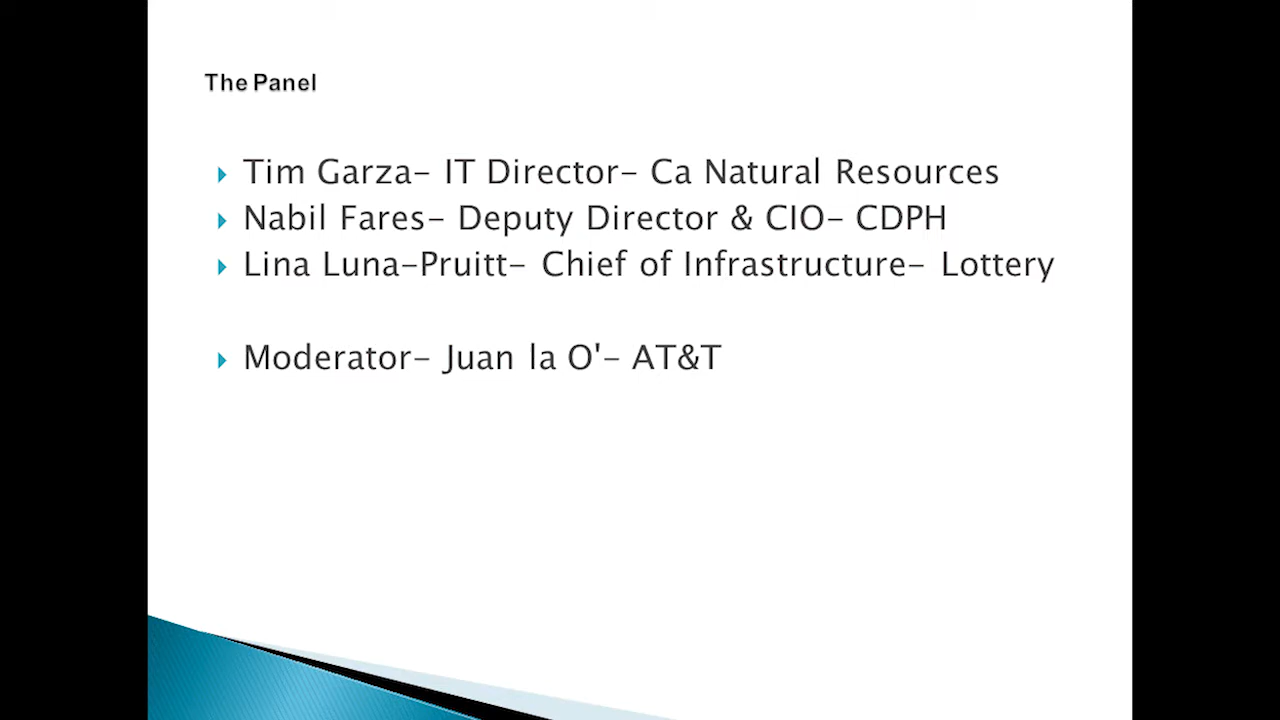 The Panel
Tim Garza- IT Director- Ca Natural Resources
Nabil Fares- Deputy Director & CIO- CDPH
Lina Luna-Pruitt- Chief of Infrastructure- Lottery
Moderator- Juan la O'- AT&T